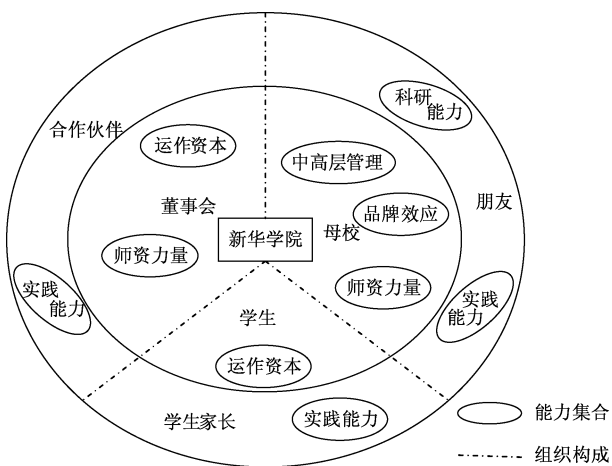 科研
能力
合作伙伴
运作资本
中高层管理
董事会
品牌效应
朋友
新华学院
母校
师资力量
师资力量
实践
能力
实践
能力
学生
运作资本
学生家长
实践能力
能力集合
组织构成